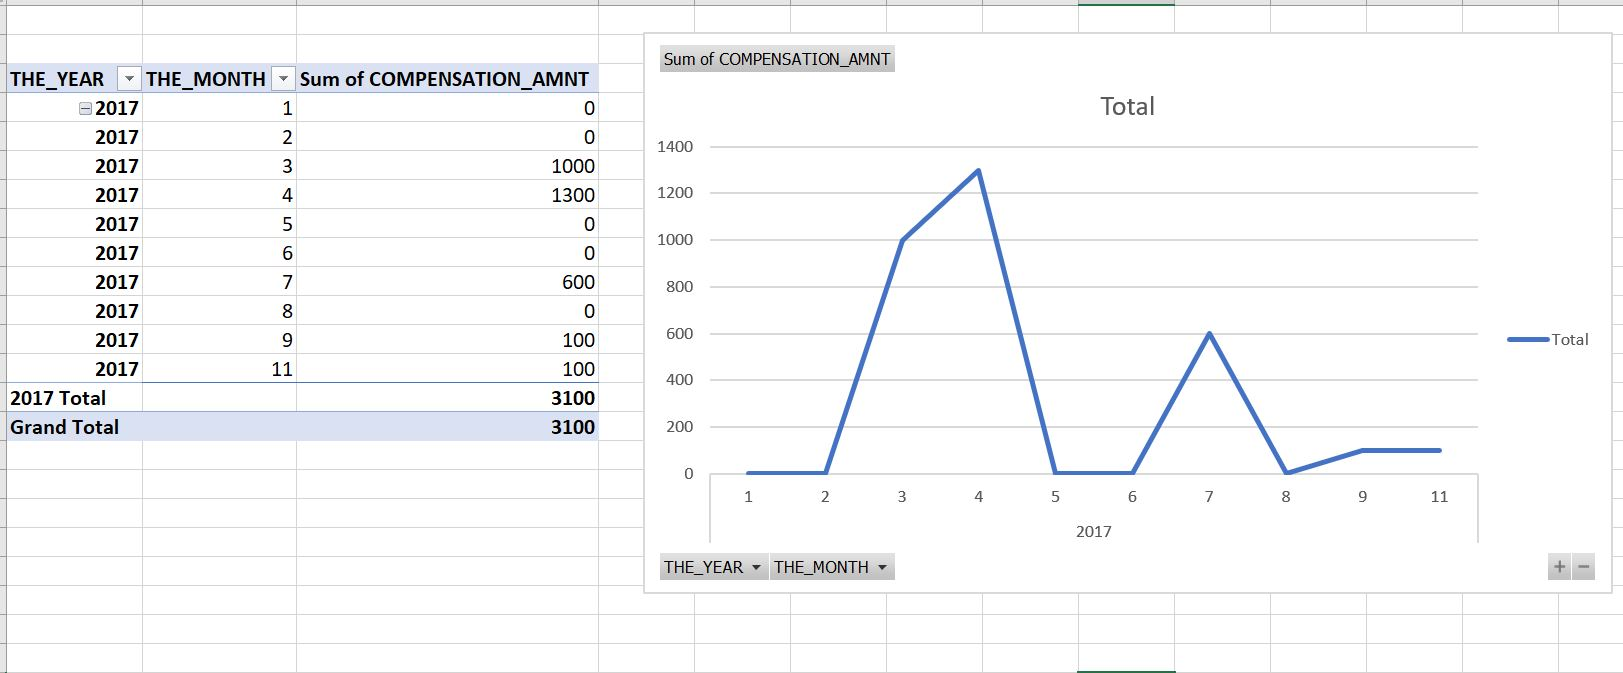 THE_YEAR THE_MONTH Sum of COMPENSATION_AMNT
2017 1 0
2017 2 0
2017 3 1000
2017 4 1300
2017 5 0
2017 6 0
2017 7 600
2017 8 0
2017 9 100
2017 11 100
2017 Total 3100
Grand Total 3100
Sum of COMPENSATION_AMNT
Total
1400
1200
1000
800
600
400
200
0
Total
1 2 3 4 5 6 7 8 9 11
2017
THE_YEAR THE_MONTH